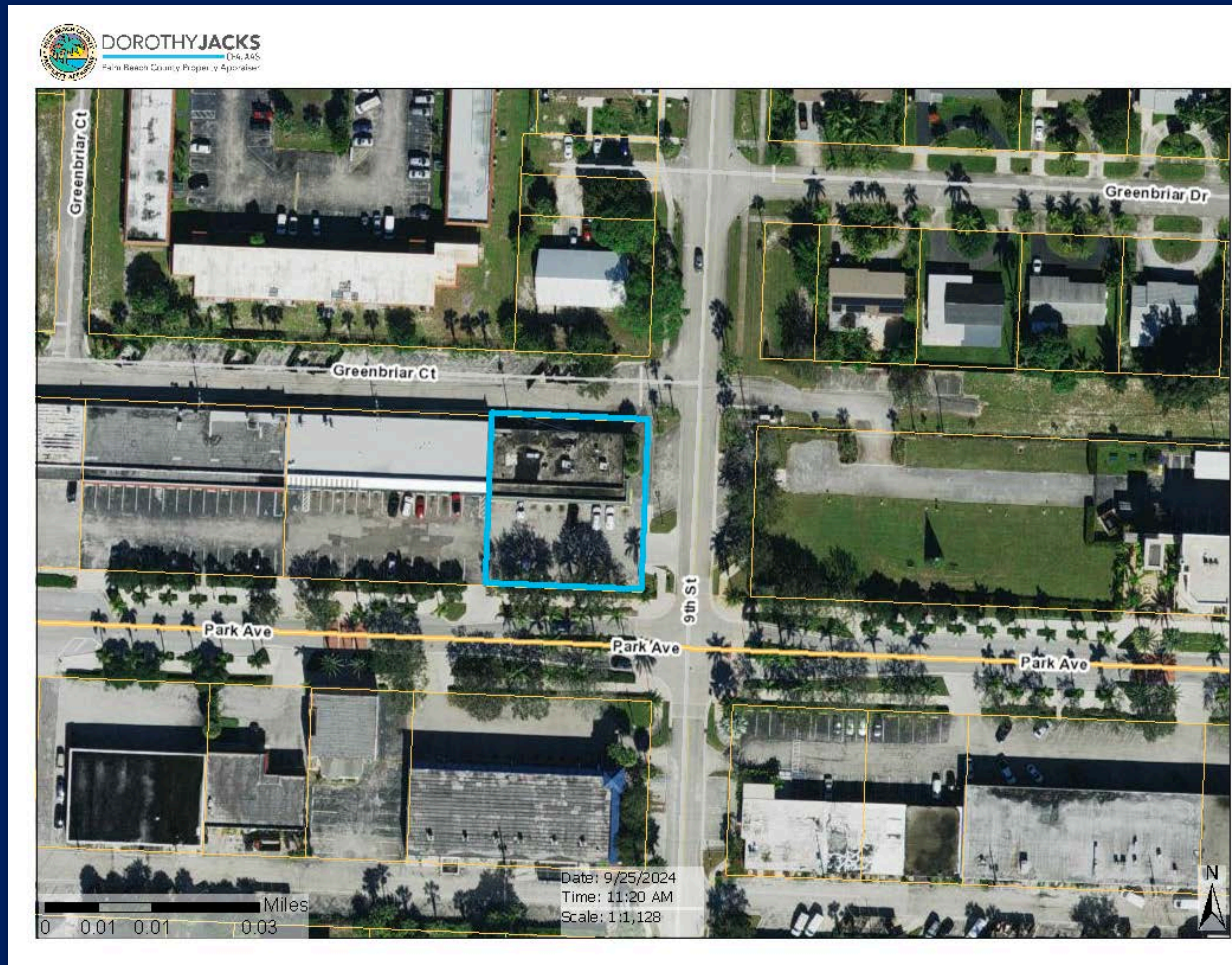 DOROTHYJACKS
CFA, AAS
Palm Beach County Property Appraiser
Greenbriar Ct
Greenbriar Dr
Greenbriar Ct
9th St
Park Ave
Park Ave
Park Ave
Date: 9/25/2024
Time: 11:20 AM
Scale: 1:1,128
Miles
0 0.01 0.01 0.03
N